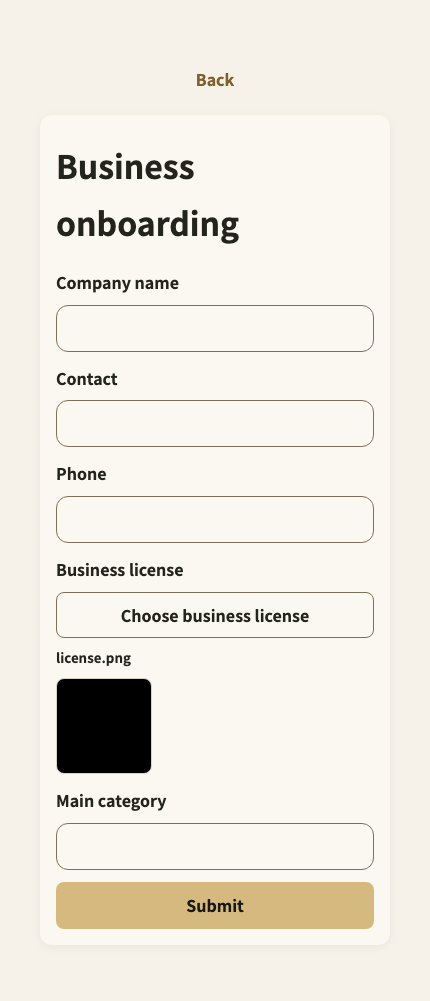 Back
Business
onboarding
Company name
Contact
Phone
Business license
Choose business license
license.png
Main category
Submit